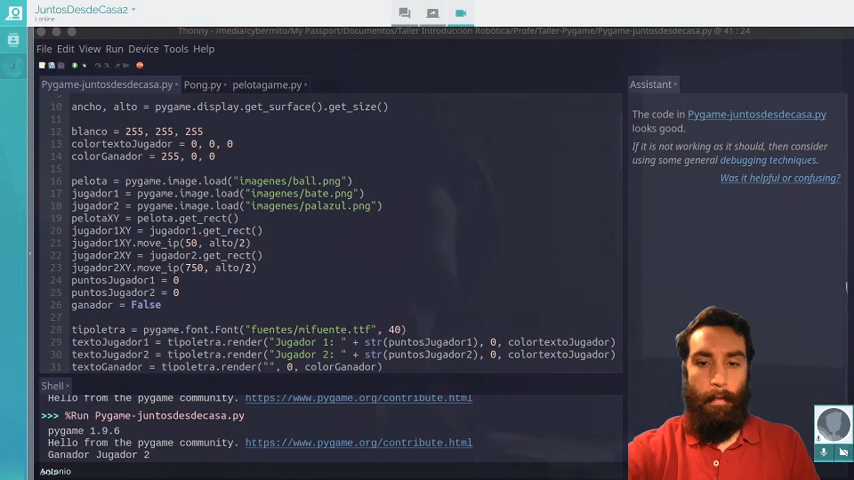 JuntosDesdeCasa2
1 online
Thonny - /media/cybermito/My Passport/Documentos/Taller Introducción Robótica/Profe/Taller-Pygame/Pygame-juntosdesdecasa.py @ 41 : 24
File Edit View Run Device Tools Help
Pygame-juntosdesdecasa.py Pong.py pelotagame.py
Assistant
10 ancho, alto = pygame.display.get_surface().get_size()
11
12 blanco = 255, 255, 255
13 colortextoJugador = 0, 0, 0
14 colorGanador = 255, 0, 0
15
16 pelota = pygame.image.load("imagenes/ball.png")
17 jugador1 = pygame.image.load("imagenes/bate.png")
18 jugador2 = pygame.image.load("imagenes/palazul.png")
19 pelotaXY = pelota.get_rect()
20 jugador1XY = jugador1.get_rect()
21 jugador1XY.move_ip(50, alto/2)
22 jugador2XY = jugador2.get_rect()
23 jugador2XY.move_ip(750, alto/2)
24 puntosJugador1 = 0
25 puntosJugador2 = 0
26 ganador = False
27
28 tipoletra = pygame.font.Font("fuentes/mifuente.ttf", 40)
29 textoJugador1 = tipoletra.render("Jugador 1: " + str(puntosJugador1), 0, colortextoJugador)
30 textoJugador2 = tipoletra.render("Jugador 2: " + str(puntosJugador2), 0, colortextoJugador)
31 textoGanador = tipoletra.render("", 0, colorGanador)
The code in Pygame-juntosdesdecasa.py
looks good.
If it is not working as it should, then consider
using some general debugging techniques.
Was it helpful or confusing?
Shell
Hello from the pygame community. https://www.pygame.org/contribute.html
>>> %Run Pygame-juntosdesdecasa.py
pygame 1.9.6
Hello from the pygame community. https://www.pygame.org/contribute.html
Ganador Jugador 2
Antonio